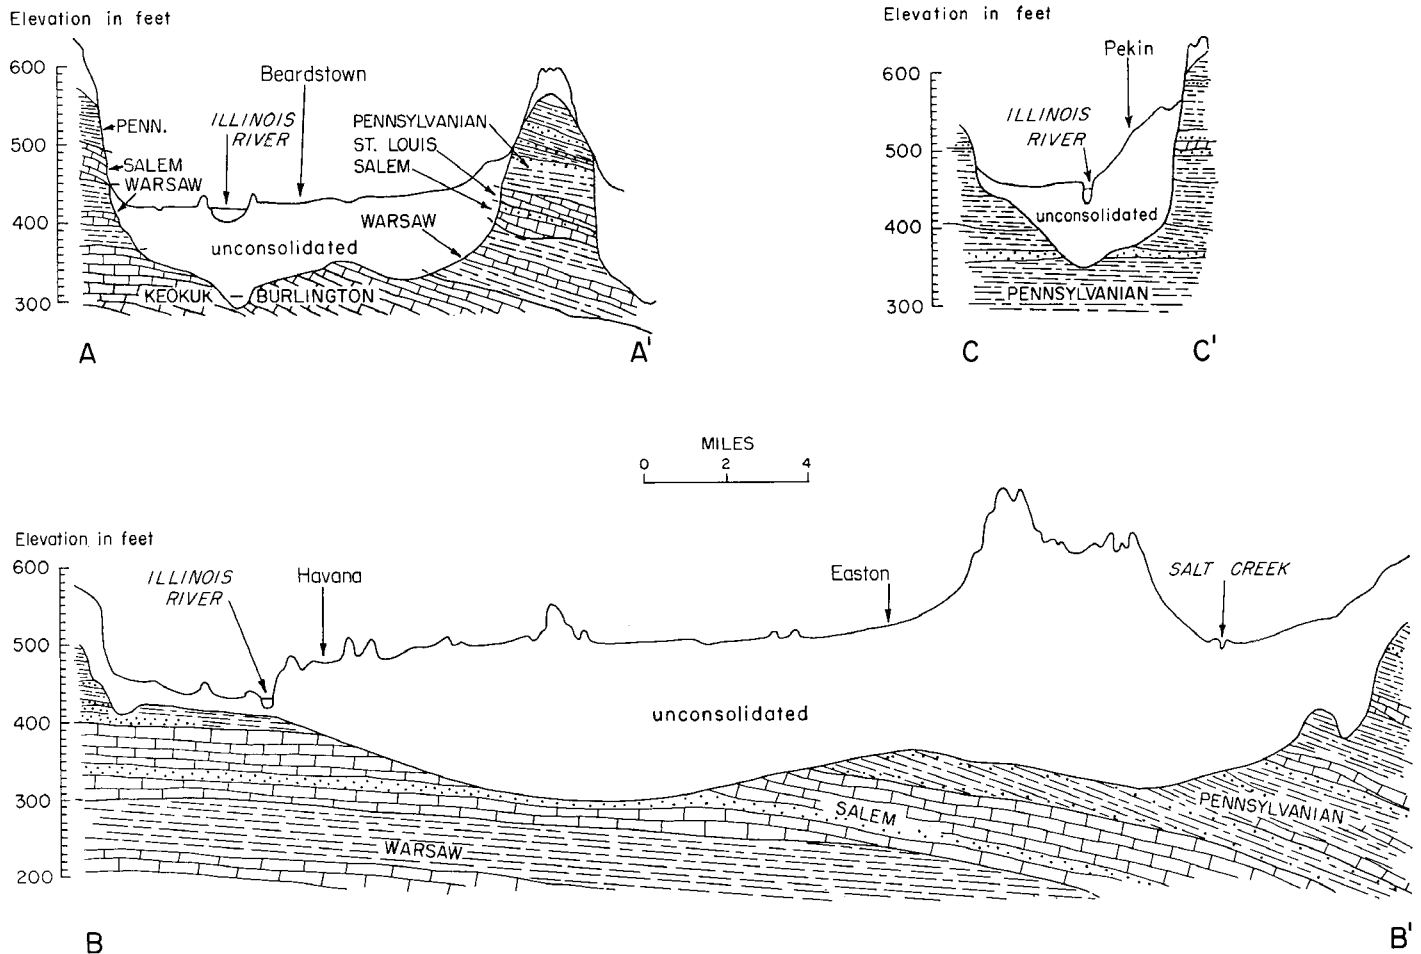 Elevation in feet
600
500
400
300
PENN.
SALEM
WARSAW
ILLINOIS
RIVER
Beardstown
PENNSYLVANIAN
ST. LOUIS
SALEM
WARSAW
unconsolidated
KEOKUK – BURLINGTON
A
A'
Elevation in feet
600
500
400
300
Pekin
ILLINOIS
RIVER
unconsolidated
PENNSYLVANIAN
C
C'
MILES
0 2 4
Elevation in feet
600
500
400
300
200
ILLINOIS
RIVER
Havana
Easton
SALT CREEK
unconsolidated
SALEM
PENNSYLVANIAN
WARSAW
B
B'